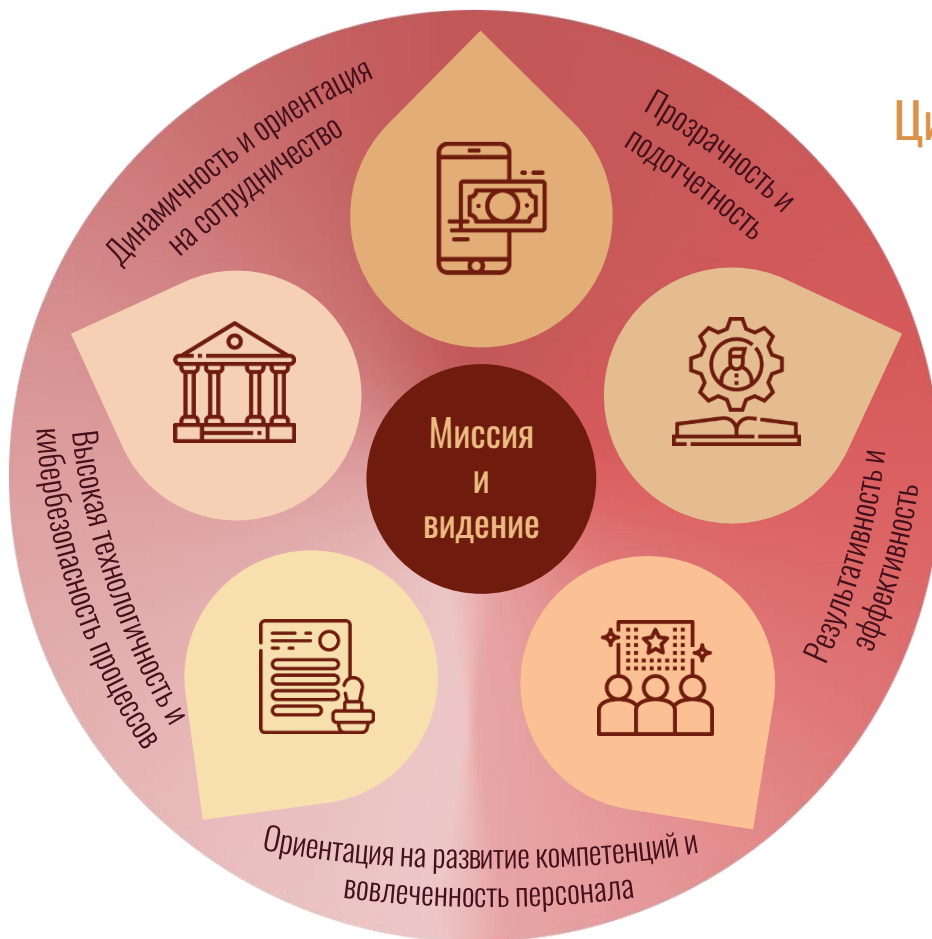 Динамичность и ориентация
на сотрудничество
Прозрачность и
подотчетность
Миссия
и
видение
Высокая технологичность и
кибербезопасность процессов
Результативность и
эффективность
Ориентация на развитие компетенций и
вовлеченность персонала